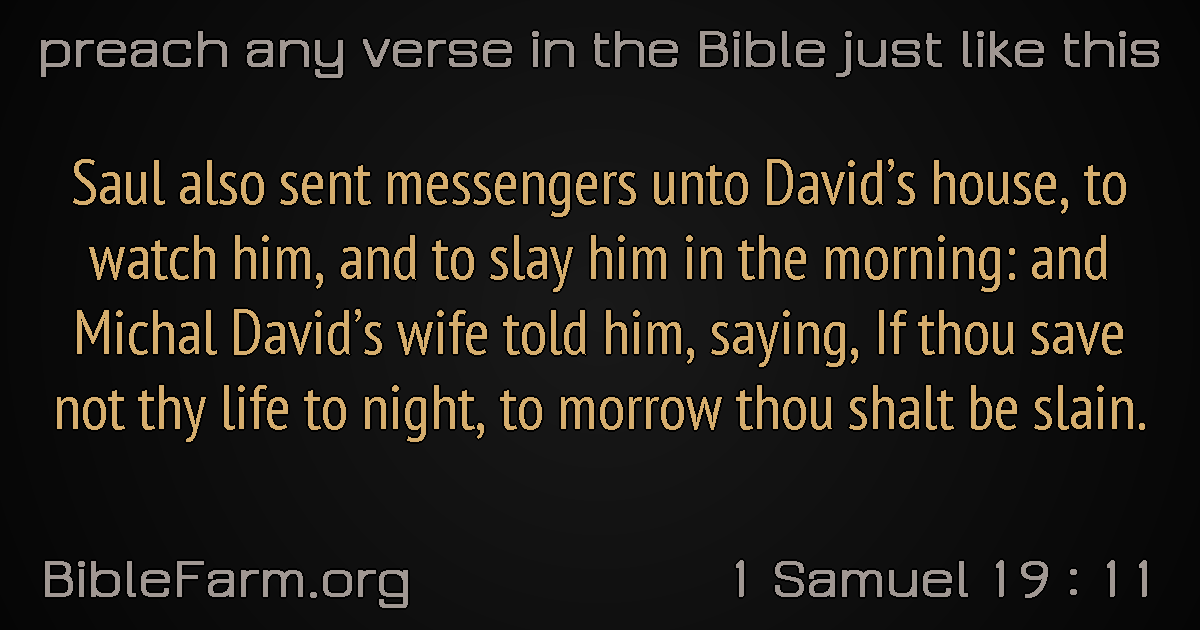 preach any verse in the Bible just like this
Saul also sent messengers unto David’s house, to
watch him, and to slay him in the morning: and
Michal David’s wife told him, saying, If thou save
not thy life to night, to morrow thou shalt be slain.
BibleFarm.org
1 Samuel 19 : 11